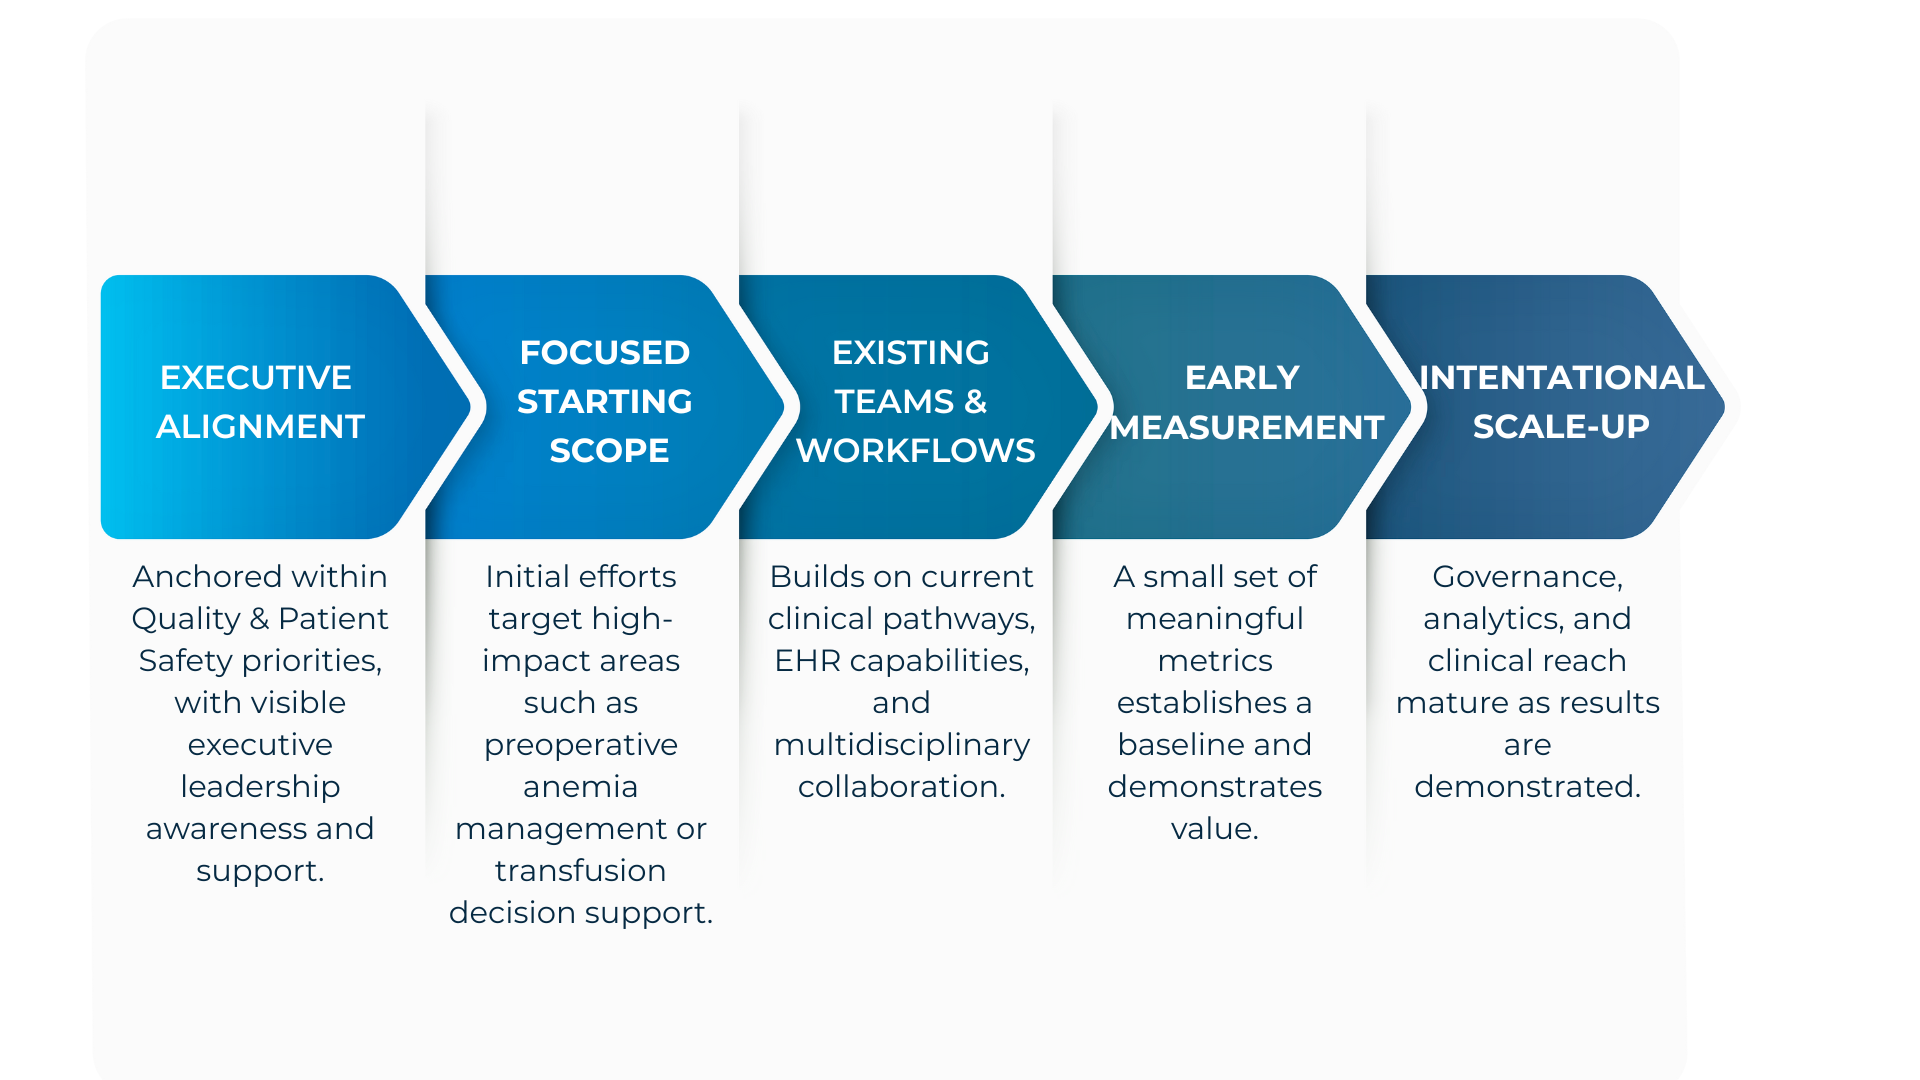 EXECUTIVE
ALIGNMENT
Anchored within
Quality & Patient
Safety priorities,
with visible
executive
leadership
awareness and
support.
FOCUSED
STARTING
SCOPE
Initial efforts
target high-
impact areas
such as
preoperative
anemia
management or
transfusion
decision support.
EXISTING
TEAMS &
WORKFLOWS
Builds on current
clinical pathways,
EHR capabilities,
and
multidisciplinary
collaboration.
EARLY
MEASUREMENT
A small set of
meaningful
metrics
establishes a
baseline and
demonstrates
value.
INTENTATIONAL
SCALE-UP
Governance,
analytics, and
clinical reach
mature as results
are
demonstrated.